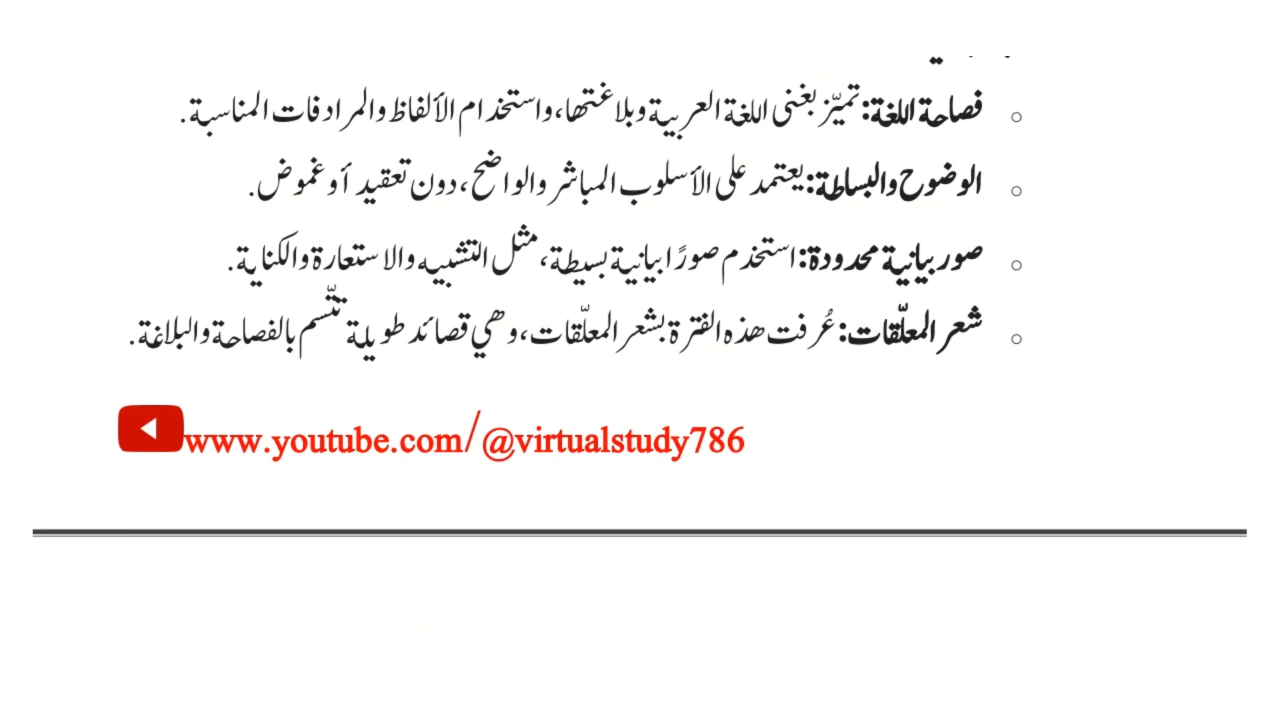 ○ فصاحة اللغة: تميّز بغنى اللغة العربية وبلاغتها، واستخدام الألفاظ والمرادفات المناسبة.
○ الوضوح والبساطة: يعتمد على الأسلوب المباشر والواضح، دون تعقيد أو غموض.
○ صور بيانية محدودة: استخدم صورًا بيانية بسيطة، مثل التشبيه والاستعارة والكناية.
○ شعر المعلّقات: عُرفت هذه الفترة بشعر المعلّقات، وهي قصائد طويلة تتّسم بالفصاحة والبلاغة.
www.youtube.com/@virtualstudy786